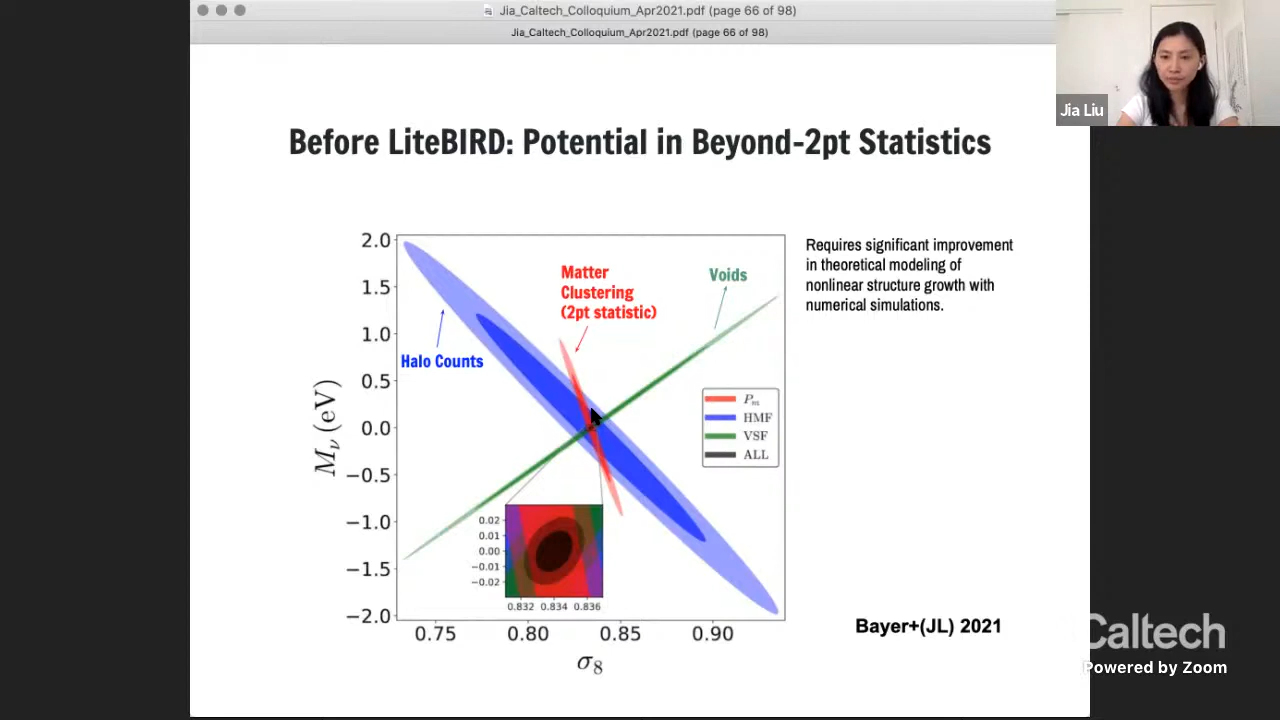 Jia_Caltech_Colloquium_Apr2021.pdf (page 66 of 98)
Jia_Caltech_Colloquium_Apr2021.pdf (page 66 of 98)
Jia Liu
Before LiteBIRD: Potential in Beyond-2pt Statistics
Requires significant improvement
in theoretical modeling of
nonlinear structure growth with
numerical simulations.
Matter
Clustering
(2pt statistic)
Voids
Halo Counts
2.0
1.5
1.0
0.5
0.0
−0.5
−1.0
−1.5
−2.0
Mν (eV)
Pm
HMF
VSF
ALL
0.02
0.01
0.00
−0.01
−0.02
0.832 0.834 0.836
0.75 0.80 0.85 0.90
σ8
Bayer+(JL) 2021
Caltech
Powered by Zoom